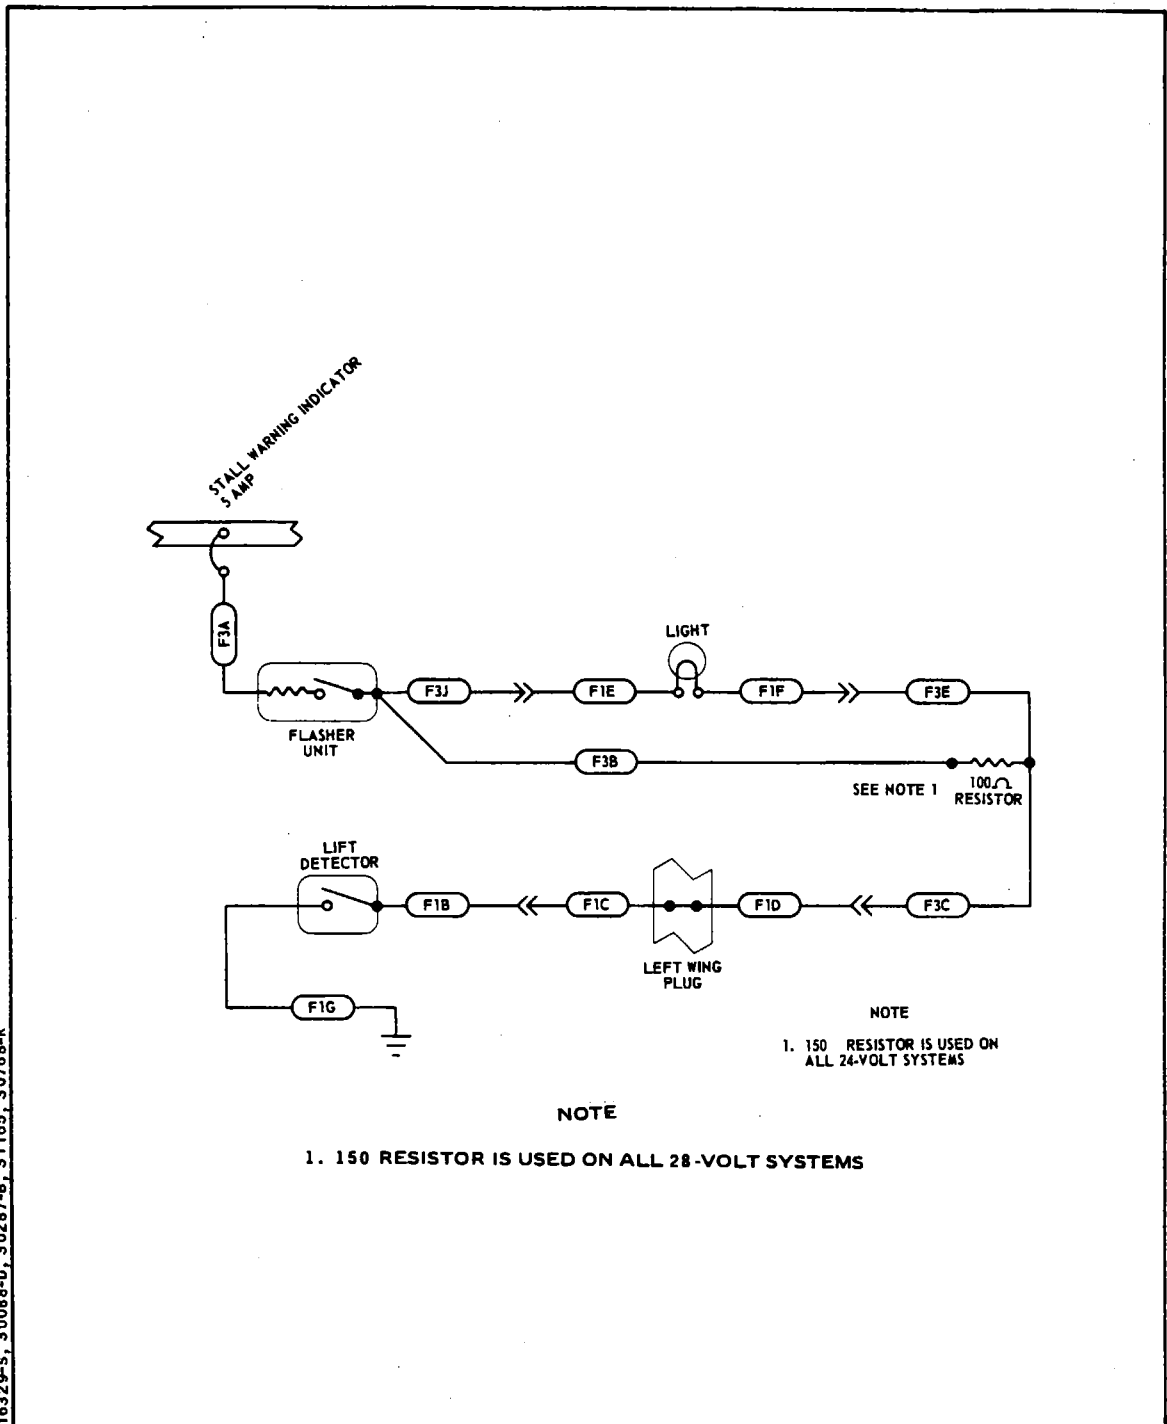 STALL WARNING INDICATOR
5 AMP
F3A
LIGHT
F3J
F1E
F1F
F3E
FLASHER
UNIT
F3B
SEE NOTE 1
100Ω
RESISTOR
LIFT
DETECTOR
F1B
F1C
F1D
F3C
LEFT WING
PLUG
F1G
NOTE
1. 150 RESISTOR IS USED ON
ALL 24-VOLT SYSTEMS
NOTE
1. 150 RESISTOR IS USED ON ALL 28-VOLT SYSTEMS